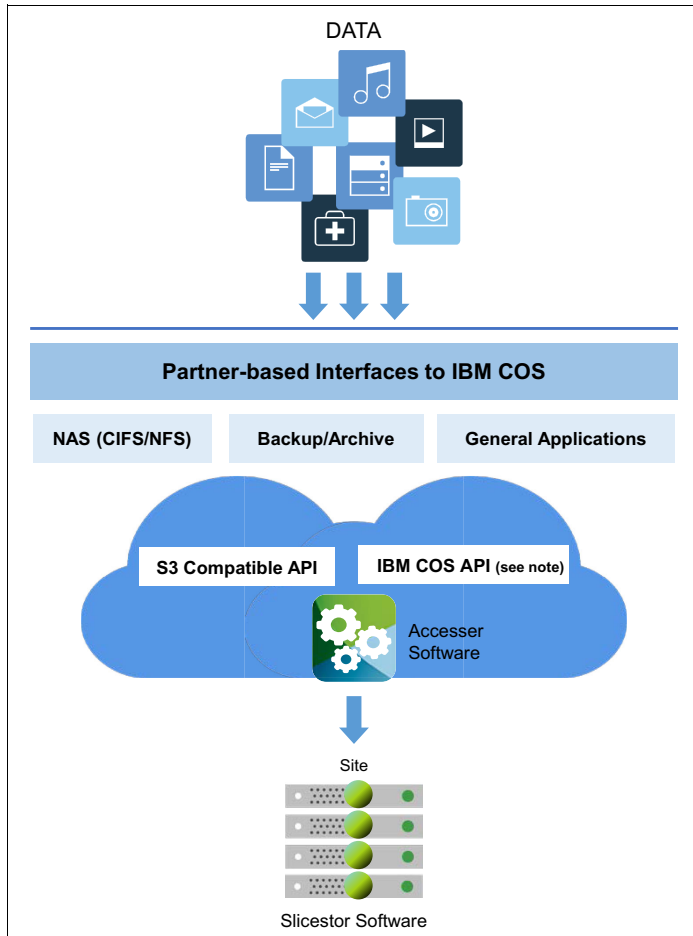 DATA
Partner-based Interfaces to IBM COS
NAS (CIFS/NFS)
Backup/Archive
General Applications
S3 Compatible API
IBM COS API (see note)
Accesser
Software
Site
Slicestor Software